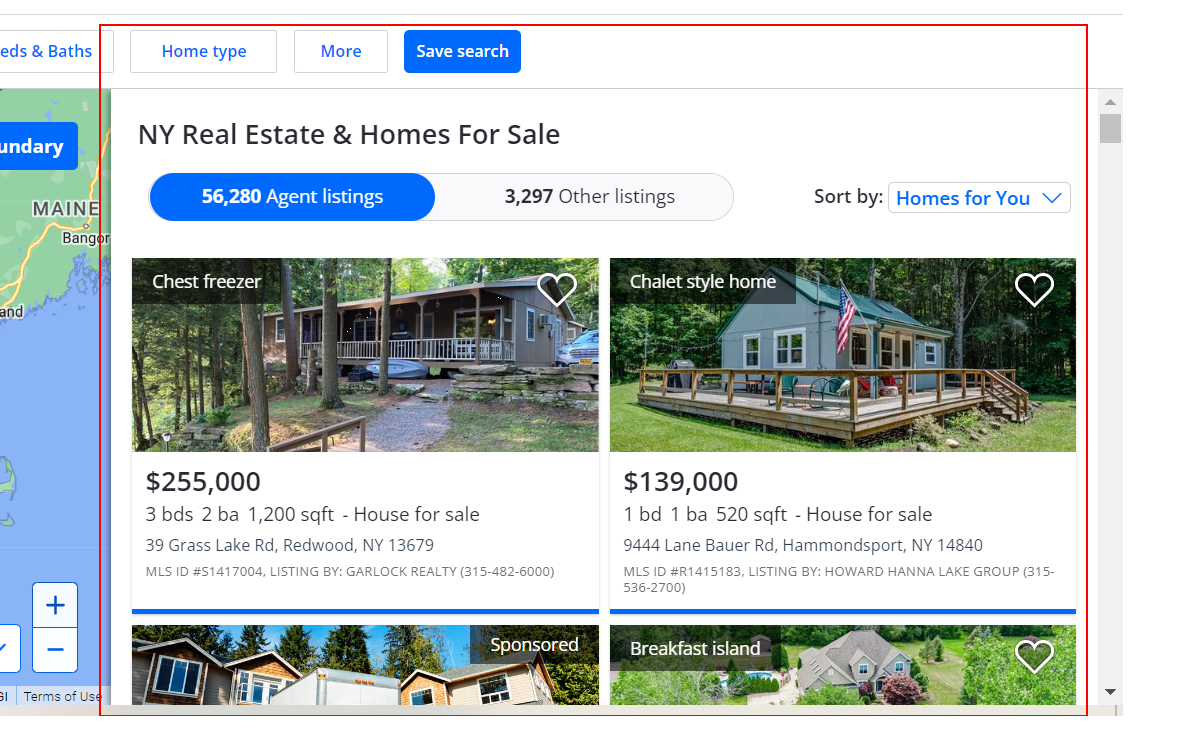 eds & Baths
Home type
More
Save search
undary
MAINE
Bangor
and
GI
Terms of Use
NY Real Estate & Homes For Sale
56,280 Agent listings
3,297 Other listings
Sort by: Homes for You
Chest freezer
$255,000
3 bds 2 ba 1,200 sqft - House for sale
39 Grass Lake Rd, Redwood, NY 13679
MLS ID #S1417004, LISTING BY: GARLOCK REALTY (315-482-6000)
Chalet style home
$139,000
1 bd 1 ba 520 sqft - House for sale
9444 Lane Bauer Rd, Hammondsport, NY 14840
MLS ID #R1415183, LISTING BY: HOWARD HANNA LAKE GROUP (315-
536-2700)
Sponsored
Breakfast island